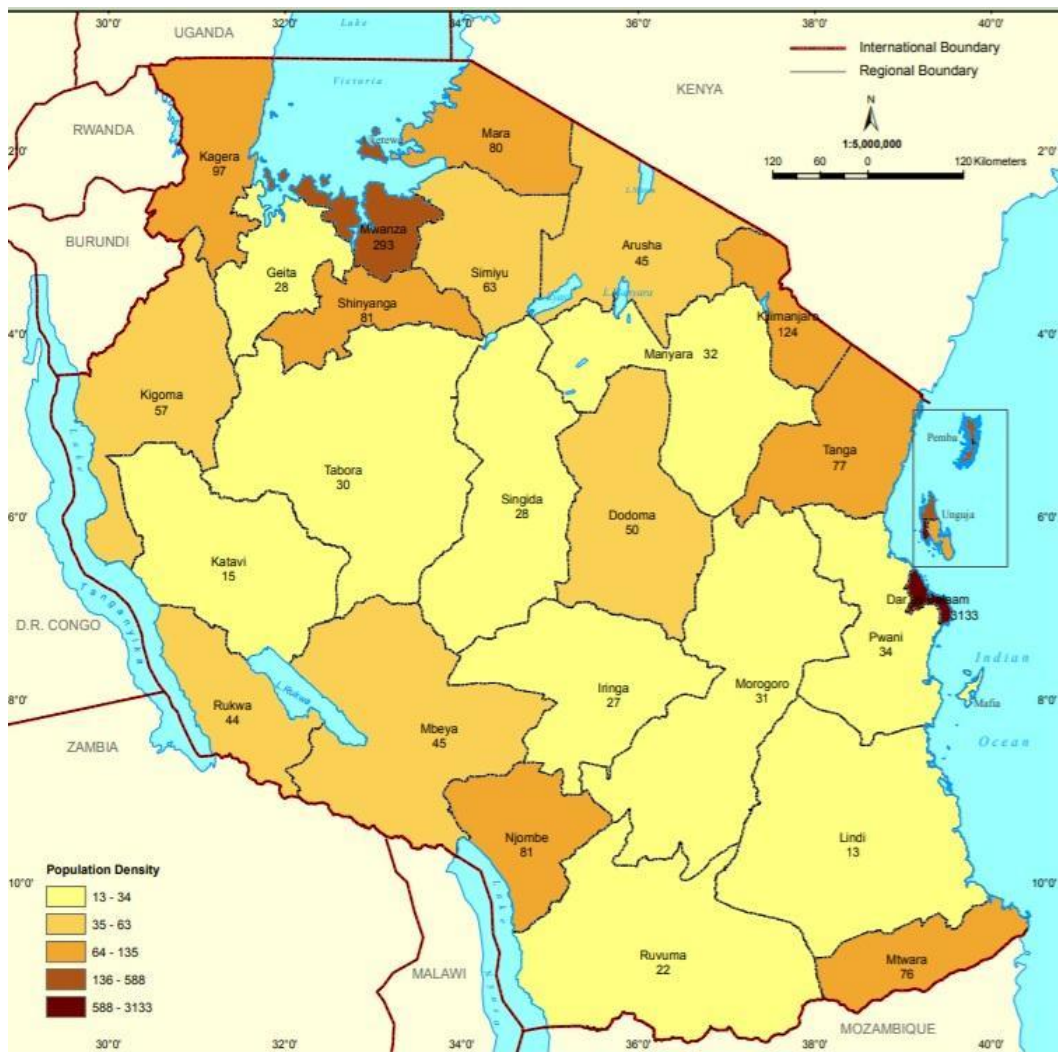 30°0'
32°0'
34°0'
36°0'
38°0'
40°0'
Lake
UGANDA
Victoria
KENYA
International Boundary
Regional Boundary
N
1:5,000,000
120 60 0 120 Kilometers
RWANDA
2°0'
2°0'
Kagera
97
Mara
80
BURUNDI
Mwanza
293
Geita
28
Simiyu
63
Arusha
45
Shinyanga
81
L.Manyara
Kilimanjaro
124
4°0'
4°0'
Manyara 32
Kigoma
57
Lake
Tabora
30
Singida
28
Dodoma
50
Tanga
77
Pemba
Unguja
6°0'
6°0'
Katavi
15
Tanganyika
D.R. CONGO
Dar es Salaam
3133
Pwani
34
Indian
Ocean
Mafia
Rukwa
44
L.Rukwa
Mbeya
45
Iringa
27
Morogoro
31
8°0'
8°0'
ZAMBIA
Njombe
81
Lindi
13
Population Density
13 - 34
35 - 63
64 - 135
136 - 588
588 - 3133
10°0'
10°0'
Lake
Nyasa
MALAWI
Ruvuma
22
Mtwara
76
MOZAMBIQUE
30°0'
32°0'
34°0'
36°0'
38°0'
40°0'